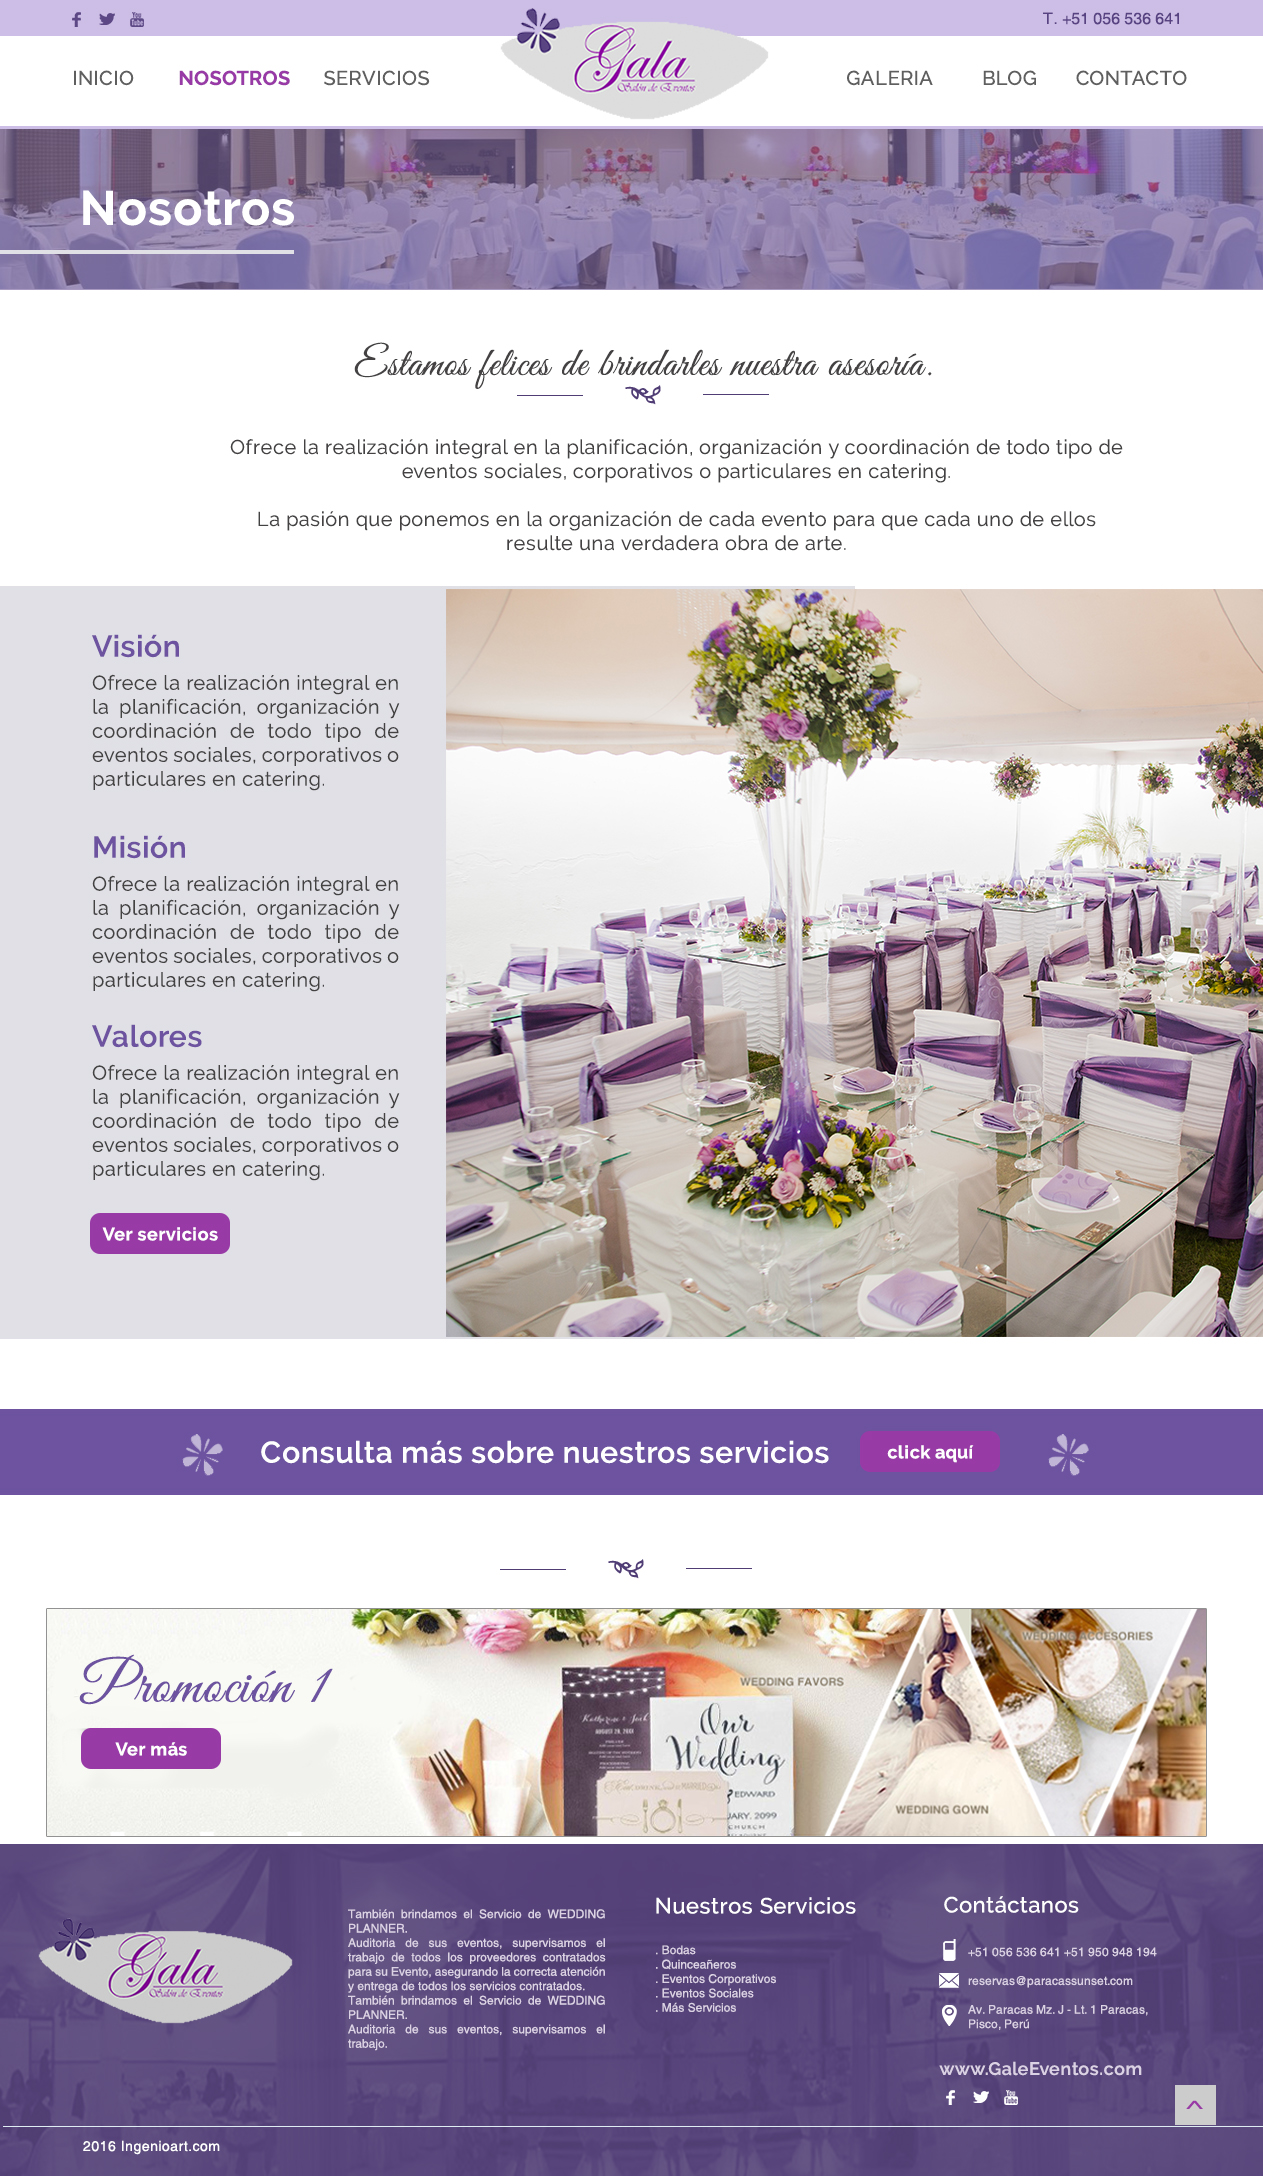 T. +51 056 536 641
INICIO
NOSOTROS
SERVICIOS
Gala
Salón de Eventos
GALERIA
BLOG
CONTACTO
Nosotros
Estamos felices de brindarles nuestra asesoría.
Ofrece la realización integral en la planificación, organización y coordinación de todo tipo de
eventos sociales, corporativos o particulares en catering.
La pasión que ponemos en la organización de cada evento para que cada uno de ellos
resulte una verdadera obra de arte.
Visión
Ofrece la realización integral en
la planificación, organización y
coordinación de todo tipo de
eventos sociales, corporativos o
particulares en catering.
Misión
Ofrece la realización integral en
la planificación, organización y
coordinación de todo tipo de
eventos sociales, corporativos o
particulares en catering.
Valores
Ofrece la realización integral en
la planificación, organización y
coordinación de todo tipo de
eventos sociales, corporativos o
particulares en catering.
Ver servicios
Consulta más sobre nuestros servicios
click aquí
Promoción 1
Ver más
WEDDING FAVORS
WEDDING ACCESORIES
WEDDING GOWN
Katherine & Jack
AUGUST 29, 20XX
Our
Wedding
& EDWARD
ARY. 2099
CHURCH
Gala
Salón de Eventos
También brindamos el Servicio de WEDDING
PLANNER.
Auditoria de sus eventos, supervisamos el
trabajo de todos los proveedores contratados
para su Evento, asegurando la correcta atención
y entrega de todos los servicios contratados.
También brindamos el Servicio de WEDDING
PLANNER.
Auditoria de sus eventos, supervisamos el
trabajo.
Nuestros Servicios
. Bodas
. Quinceañeros
. Eventos Corporativos
. Eventos Sociales
. Más Servicios
Contáctanos
+51 056 536 641 +51 950 948 194
reservas@paracassunset.com
Av. Paracas Mz. J - Lt. 1 Paracas,
Pisco, Perú
www.GaleEventos.com
2016 Ingenioart.com